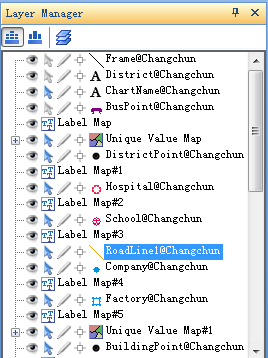 Layer Manager
Frame@Changchun
A District@Changchun
A ChartName@Changchun
BusPoint@Changchun
Label Map
Unique Value Map
DistrictPoint@Changchun
Label Map#1
Hospital@Changchun
Label Map#2
School@Changchun
Label Map#3
RoadLine1@Changchun
Company@Changchun
Label Map#4
Factory@Changchun
Label Map#5
Unique Value Map#1
BuildingPoint@Changchun